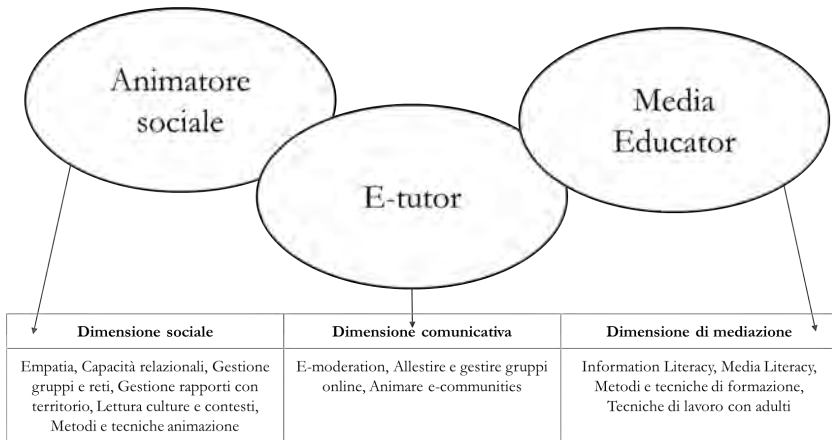 Animatore
sociale
Media
Educator
E-tutor
Dimensione sociale
Empatia, Capacità relazionali, Gestione
gruppi e reti, Gestione rapporti con
territorio, Lettura culture e contesti,
Metodi e tecniche animazione
Dimensione comunicativa
E-moderation, Allestire e gestire gruppi
online, Animare e-communities
Dimensione di mediazione
Information Literacy, Media Literacy,
Metodi e tecniche di formazione,
Tecniche di lavoro con adulti